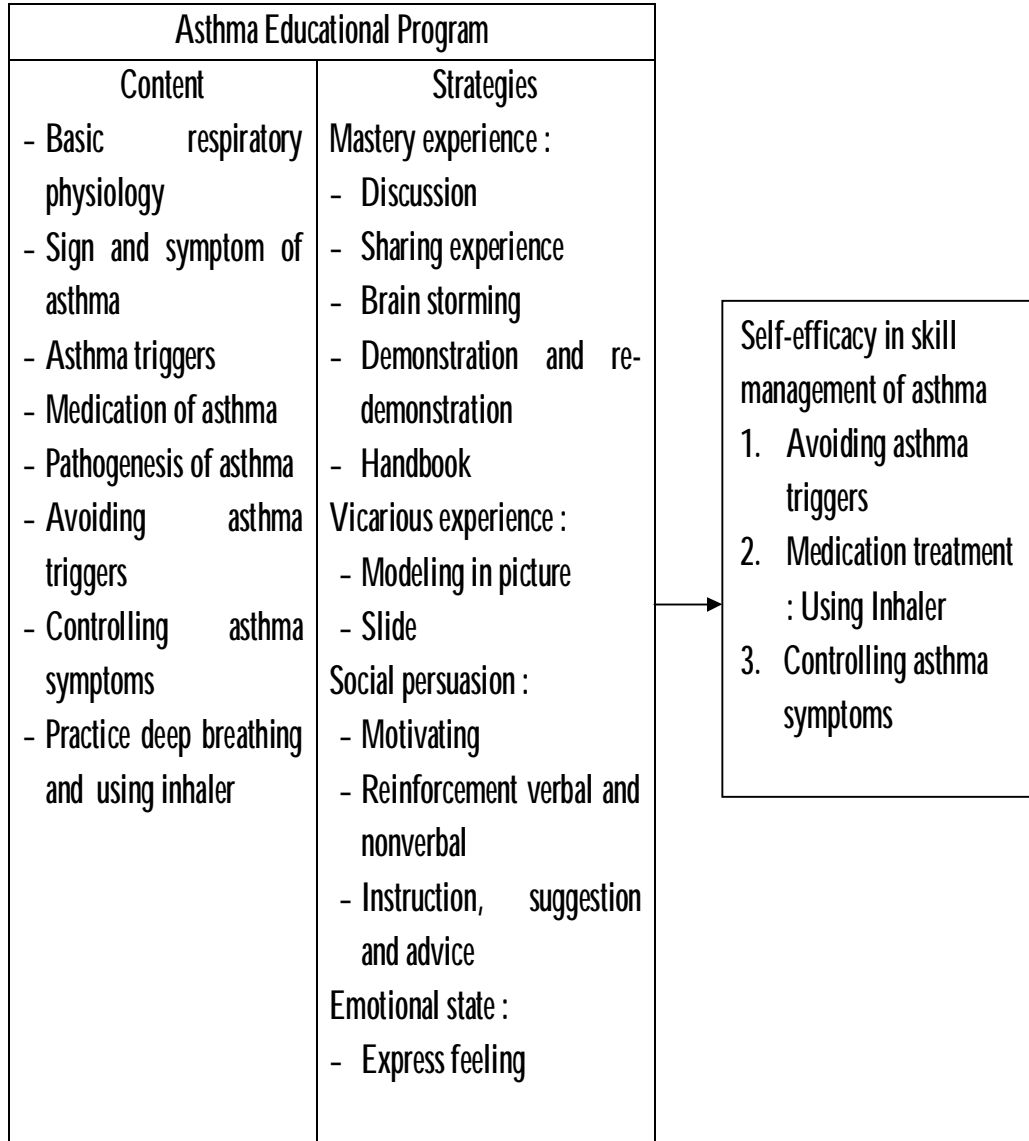 Asthma Educational Program
Content
- Basic respiratory
physiology
- Sign and symptom of
asthma
- Asthma triggers
- Medication of asthma
- Pathogenesis of asthma
- Avoiding asthma
triggers
- Controlling asthma
symptoms
- Practice deep breathing
and using inhaler
Strategies
Mastery experience :
- Discussion
- Sharing experience
- Brain storming
- Demonstration and re-
demonstration
- Handbook
Vicarious experience :
- Modeling in picture
- Slide
Social persuasion :
- Motivating
- Reinforcement verbal and
nonverbal
- Instruction, suggestion
and advice
Emotional state :
- Express feeling
Self-efficacy in skill
management of asthma
1. Avoiding asthma
triggers
2. Medication treatment
: Using Inhaler
3. Controlling asthma
symptoms